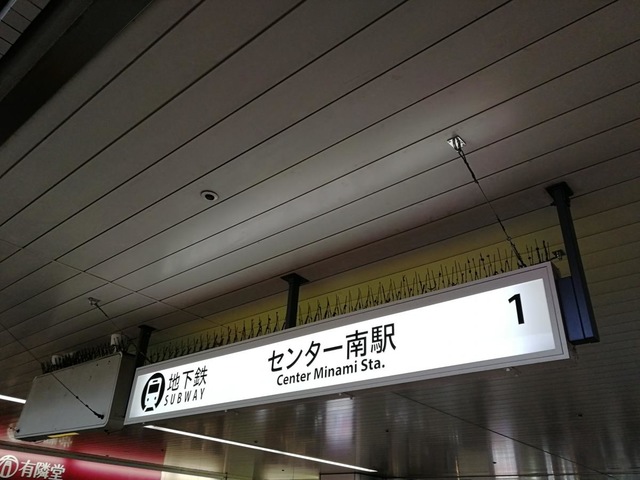 地下鉄
SUBWAY
センター南駅
Center Minami Sta.
1
有隣堂